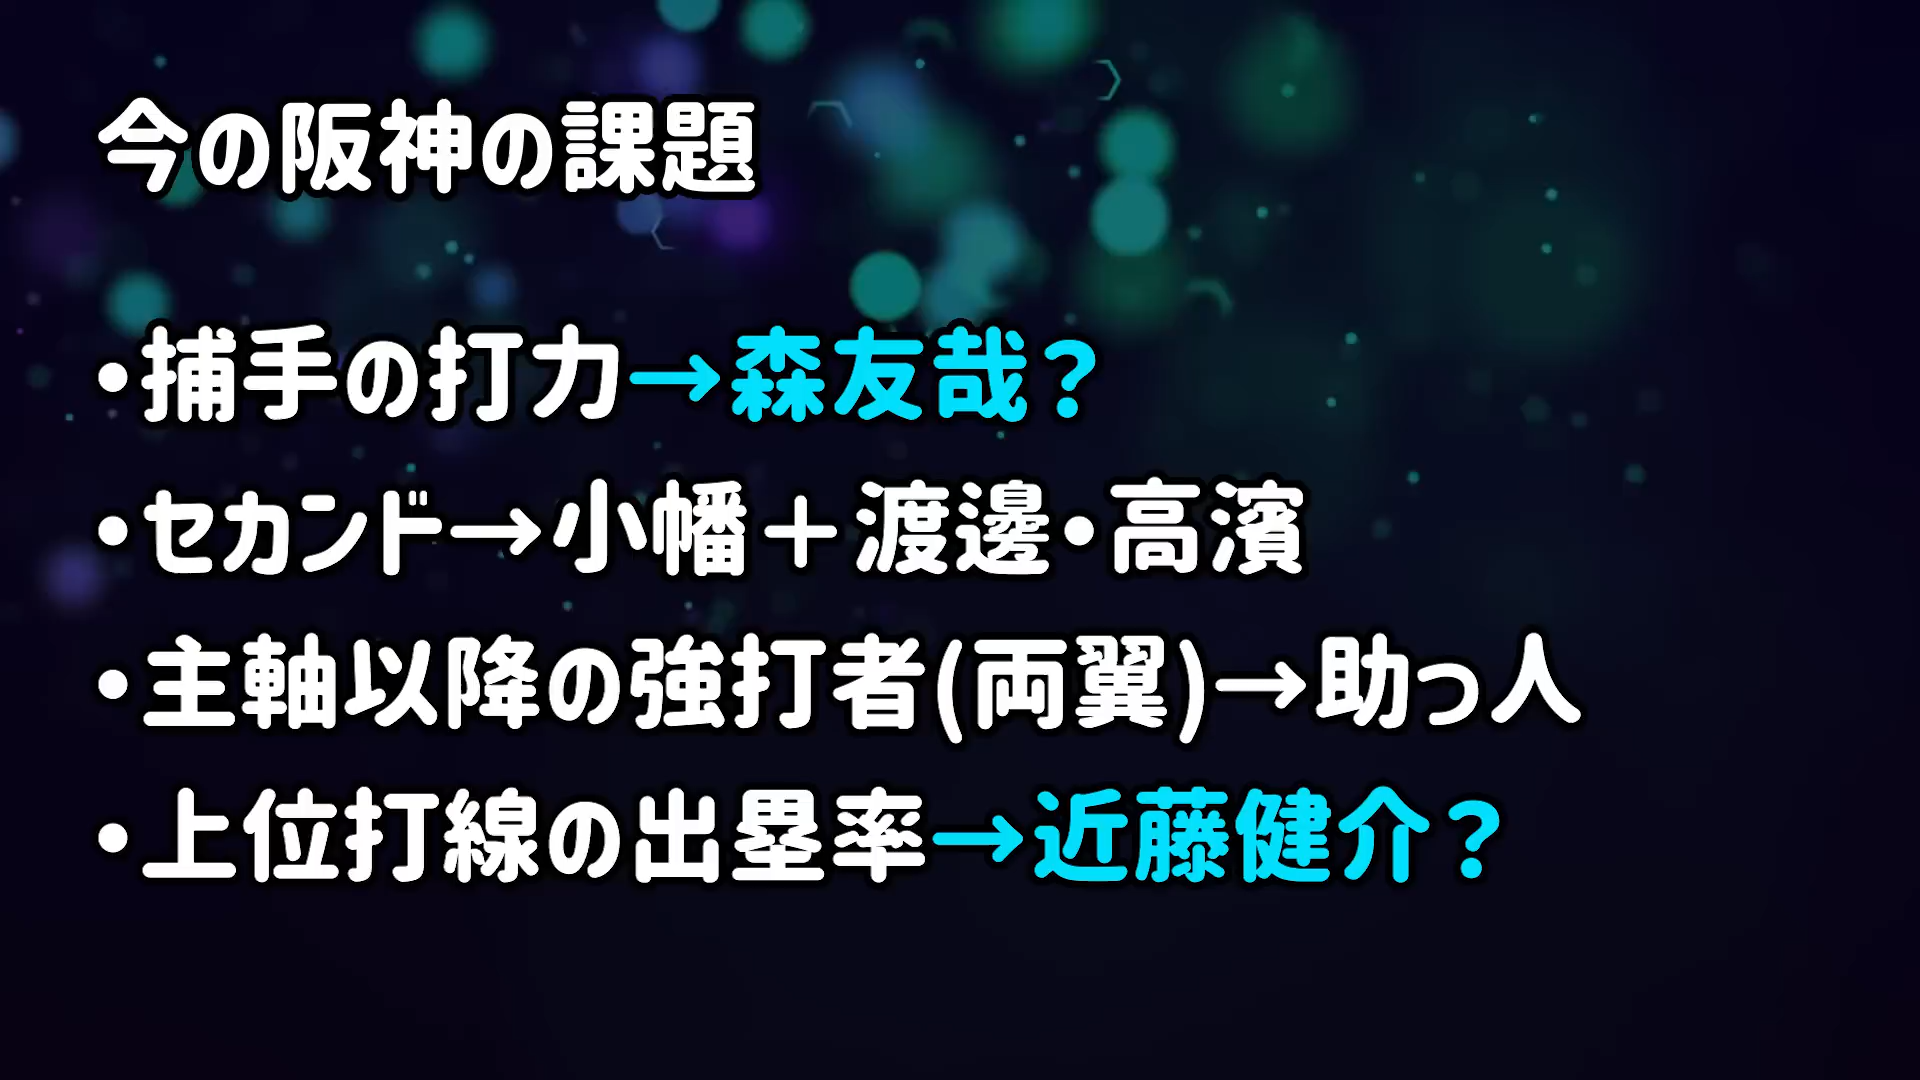 今の阪神の課題
•捕手の打力→森友哉？
•セカンド→小幡＋渡邊•高濱
•主軸以降の強打者(両翼)→助っ人
•上位打線の出塁率→近藤健介？